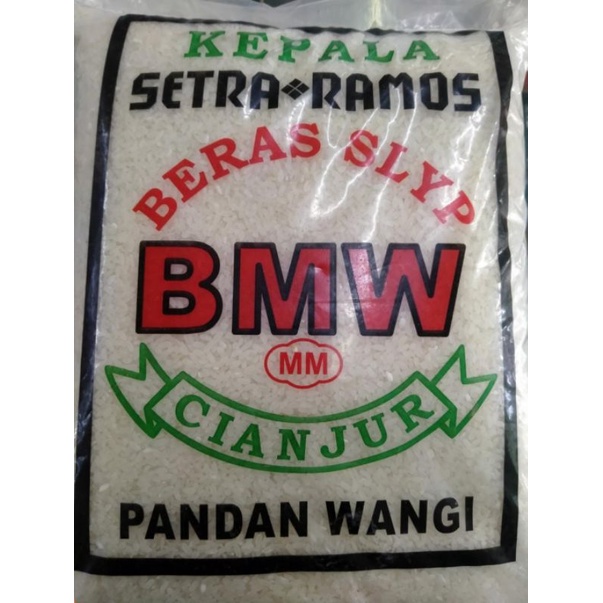 KEPALA
SETRA❖RAMOS
BERAS SLYP
BMW
MM
CIANJUR
PANDAN WANGI